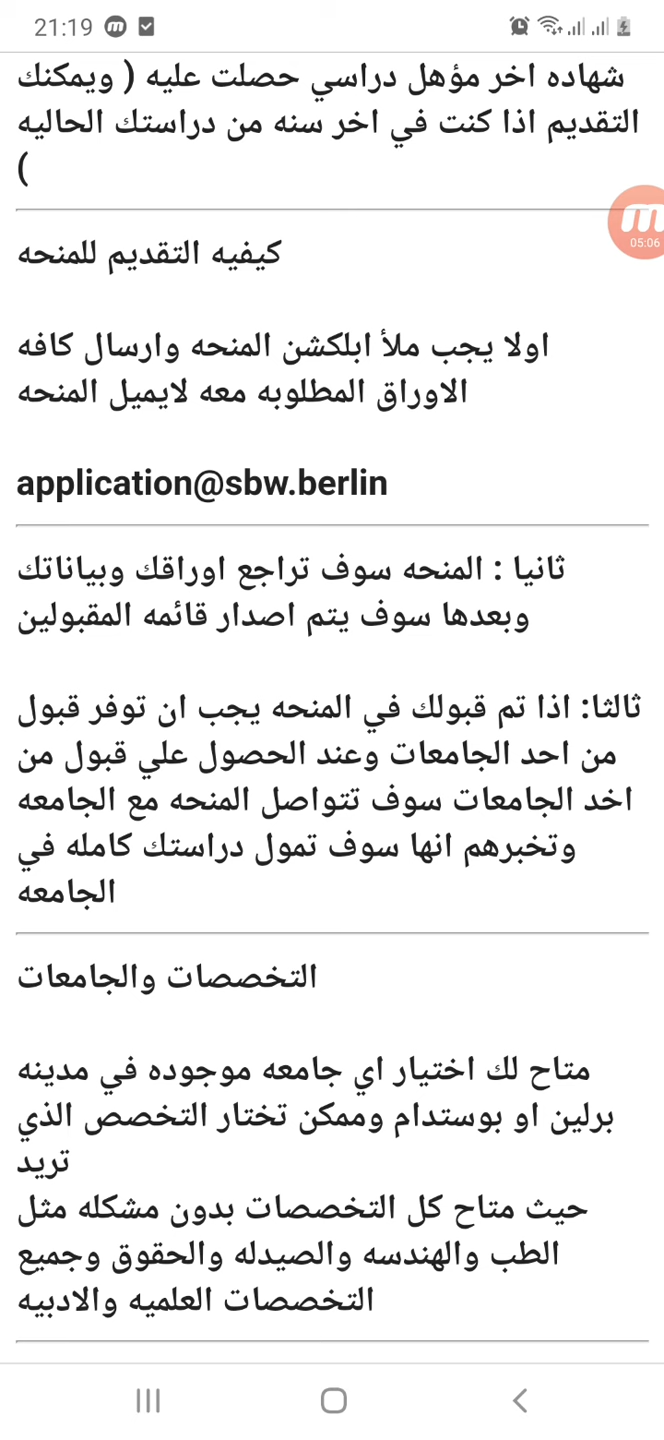 21:19
شهاده اخر مؤهل دراسي حصلت عليه ( ويمكنك
التقديم اذا كنت في اخر سنه من دراستك الحاليه
)
05:06
كيفيه التقديم للمنحه
اولا يجب ملأ ابلكشن المنحه وارسال كافه
الاوراق المطلوبه معه لايميل المنحه
application@sbw.berlin
ثانيا : المنحه سوف تراجع اوراقك وبياناتك
وبعدها سوف يتم اصدار قائمه المقبولين
ثالثا: اذا تم قبولك في المنحه يجب ان توفر قبول
من احد الجامعات وعند الحصول علي قبول من
اخد الجامعات سوف تتواصل المنحه مع الجامعه
وتخبرهم انها سوف تمول دراستك كامله في
الجامعه
التخصصات والجامعات
متاح لك اختيار اي جامعه موجوده في مدينه
برلين او بوستدام وممكن تختار التخصص الذي
تريد
حيث متاح كل التخصصات بدون مشكله مثل
الطب والهندسه والصيدله والحقوق وجميع
التخصصات العلميه والادبيه